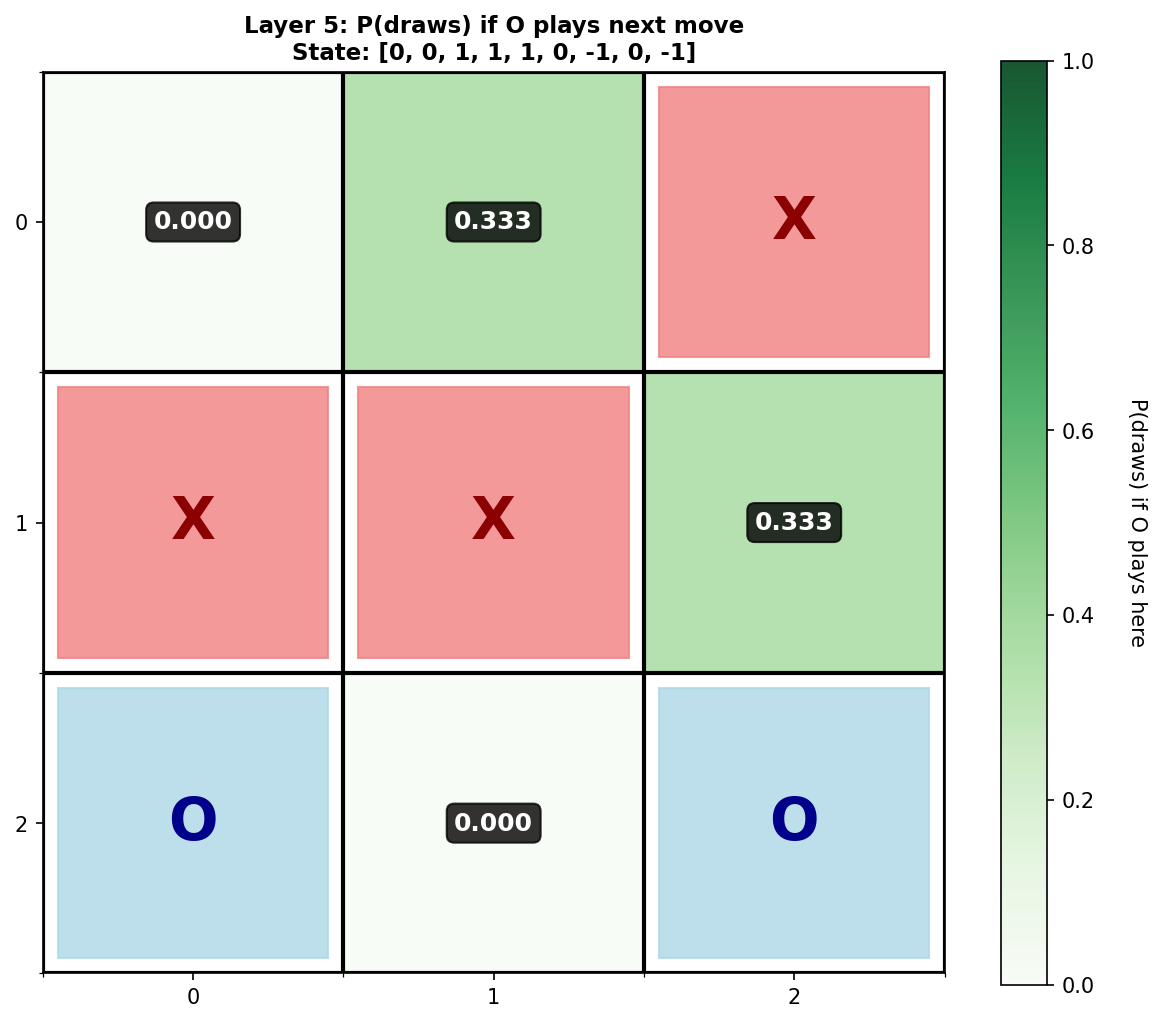 Layer 5: P(draws) if O plays next move
State: [0, 0, 1, 1, 1, 0, -1, 0, -1]
0
0.000
0.333
X
1
X
X
0.333
2
O
0.000
O
0
1
2
1.0
0.8
0.6
0.4
0.2
0.0
P(draws) if O plays here